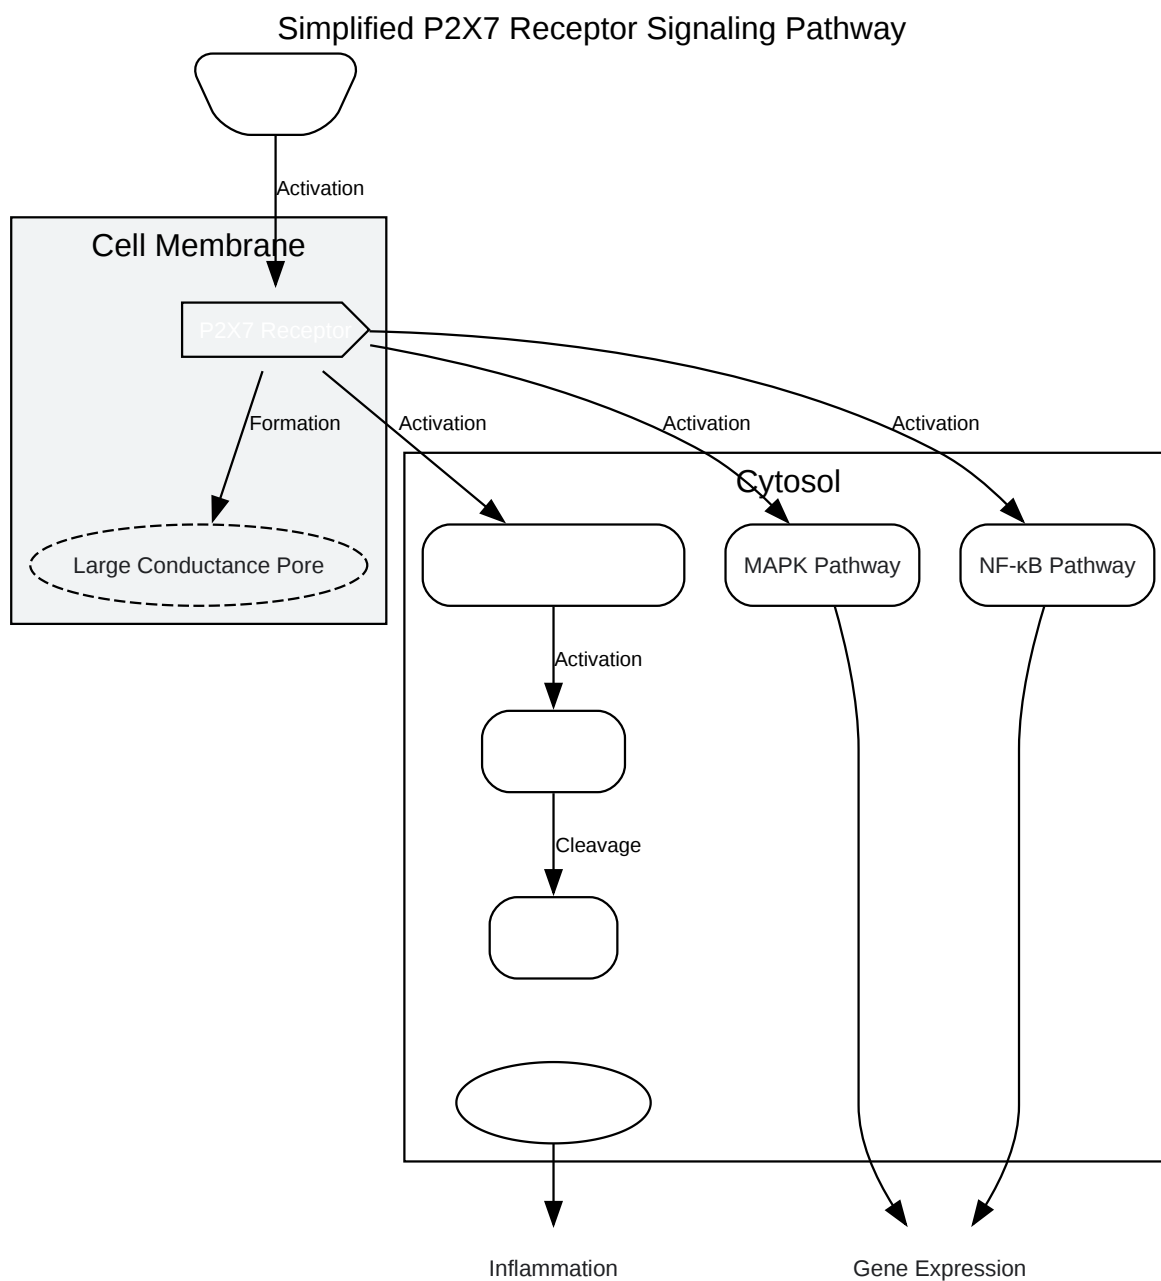 Simplified P2X7 Receptor Signaling Pathway
Activation
Cell Membrane
P2X7 Receptor
Formation
Activation
Activation
Activation
Cytosol
Large Conductance Pore
MAPK Pathway
NF-κB Pathway
Activation
Cleavage
Inflammation
Gene Expression